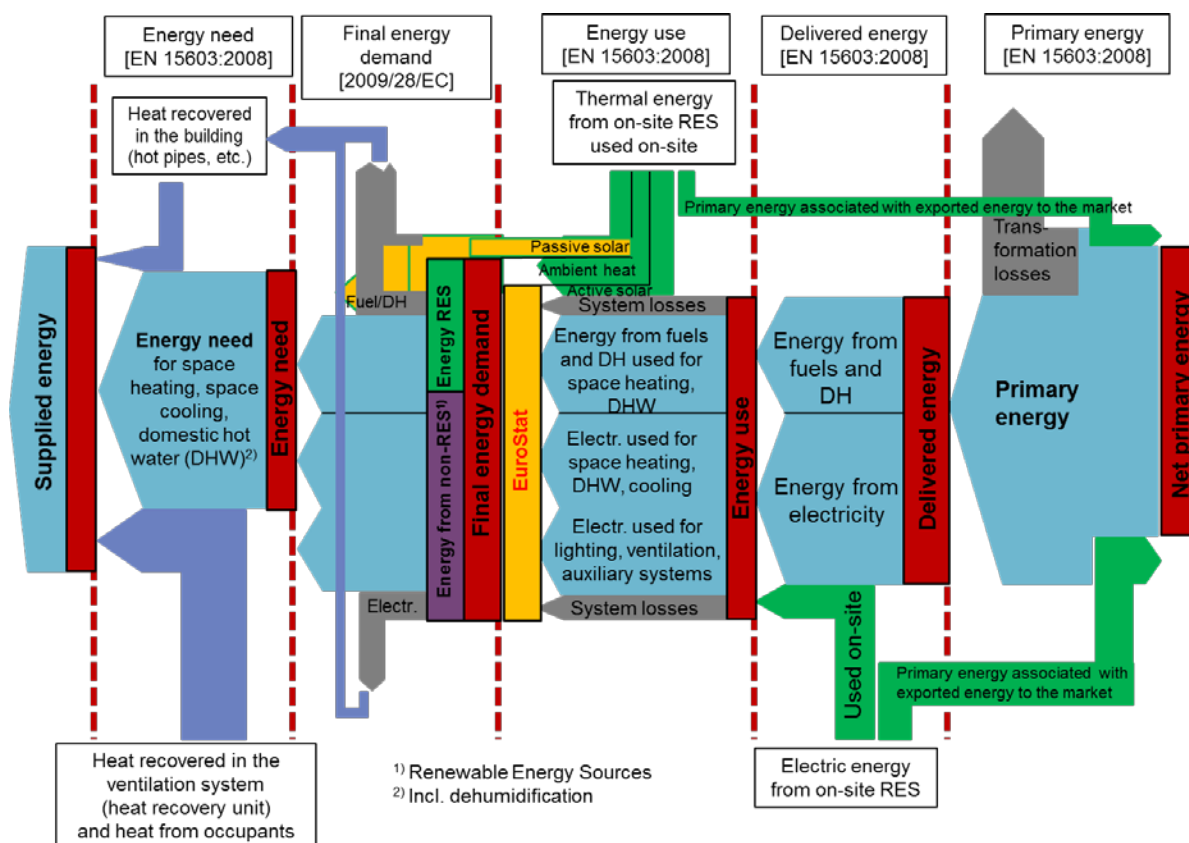 Energy need
[EN 15603:2008]
Final energy
demand
[2009/28/EC]
Energy use
[EN 15603:2008]
Delivered energy
[EN 15603:2008]
Primary energy
[EN 15603:2008]
Heat recovered
in the building
(hot pipes, etc.)
Thermal energy
from on-site RES
used on-site
Primary energy associated with exported energy to the market
Passive solar
Ambient heat
Active solar
Trans-
formation
losses
Fuel/DH
System losses
Supplied energy
Energy need
for space
heating, space
cooling,
domestic hot
water (DHW)2)
Energy need
Energy RES
Energy from non-RES1)
Final energy demand
EuroStat
Energy from fuels
and DH used for
space heating,
DHW
Electr. used for
space heating,
DHW, cooling
Electr. used for
lighting, ventilation,
auxiliary systems
Energy use
Energy from
fuels and
DH
Energy from
electricity
Delivered energy
Primary
energy
Net primary energy
Electr.
System losses
Used on-site
Primary energy associated with
exported energy to the market
Heat recovered in the
ventilation system
(heat recovery unit)
and heat from occupants
1) Renewable Energy Sources
2) Incl. dehumidification
Electric energy
from on-site RES